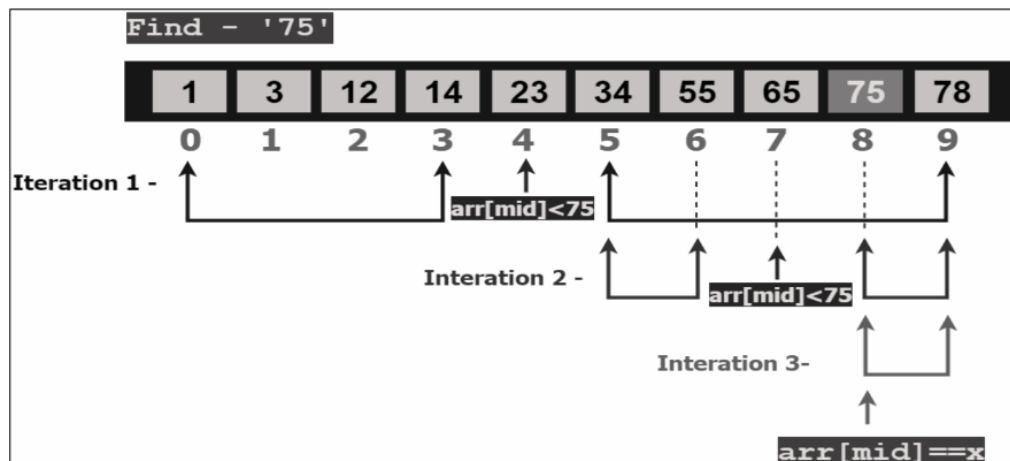 Find - '75'
1 3 12 14 23 34 55 65 75 78
0 1 2 3 4 5 6 7 8 9
Iteration 1 -
arr[mid]<75
Interation 2 -
arr[mid]<75
Interation 3-
arr[mid]==x